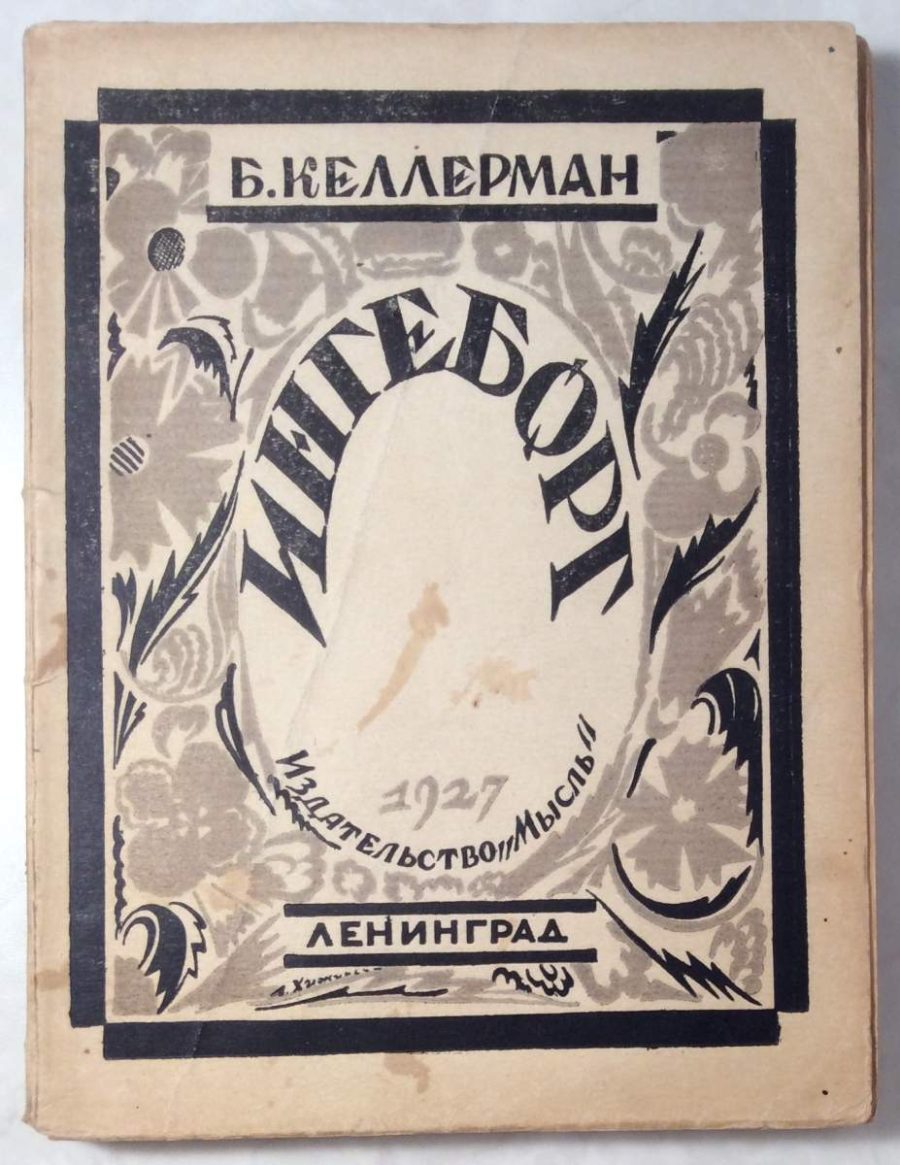 Б. КЕЛЛЕРМАН
ИНГЕБОРГ
1927
ИЗДАТЕЛЬСТВО „МЫСЛЬ"
ЛЕНИНГРАД